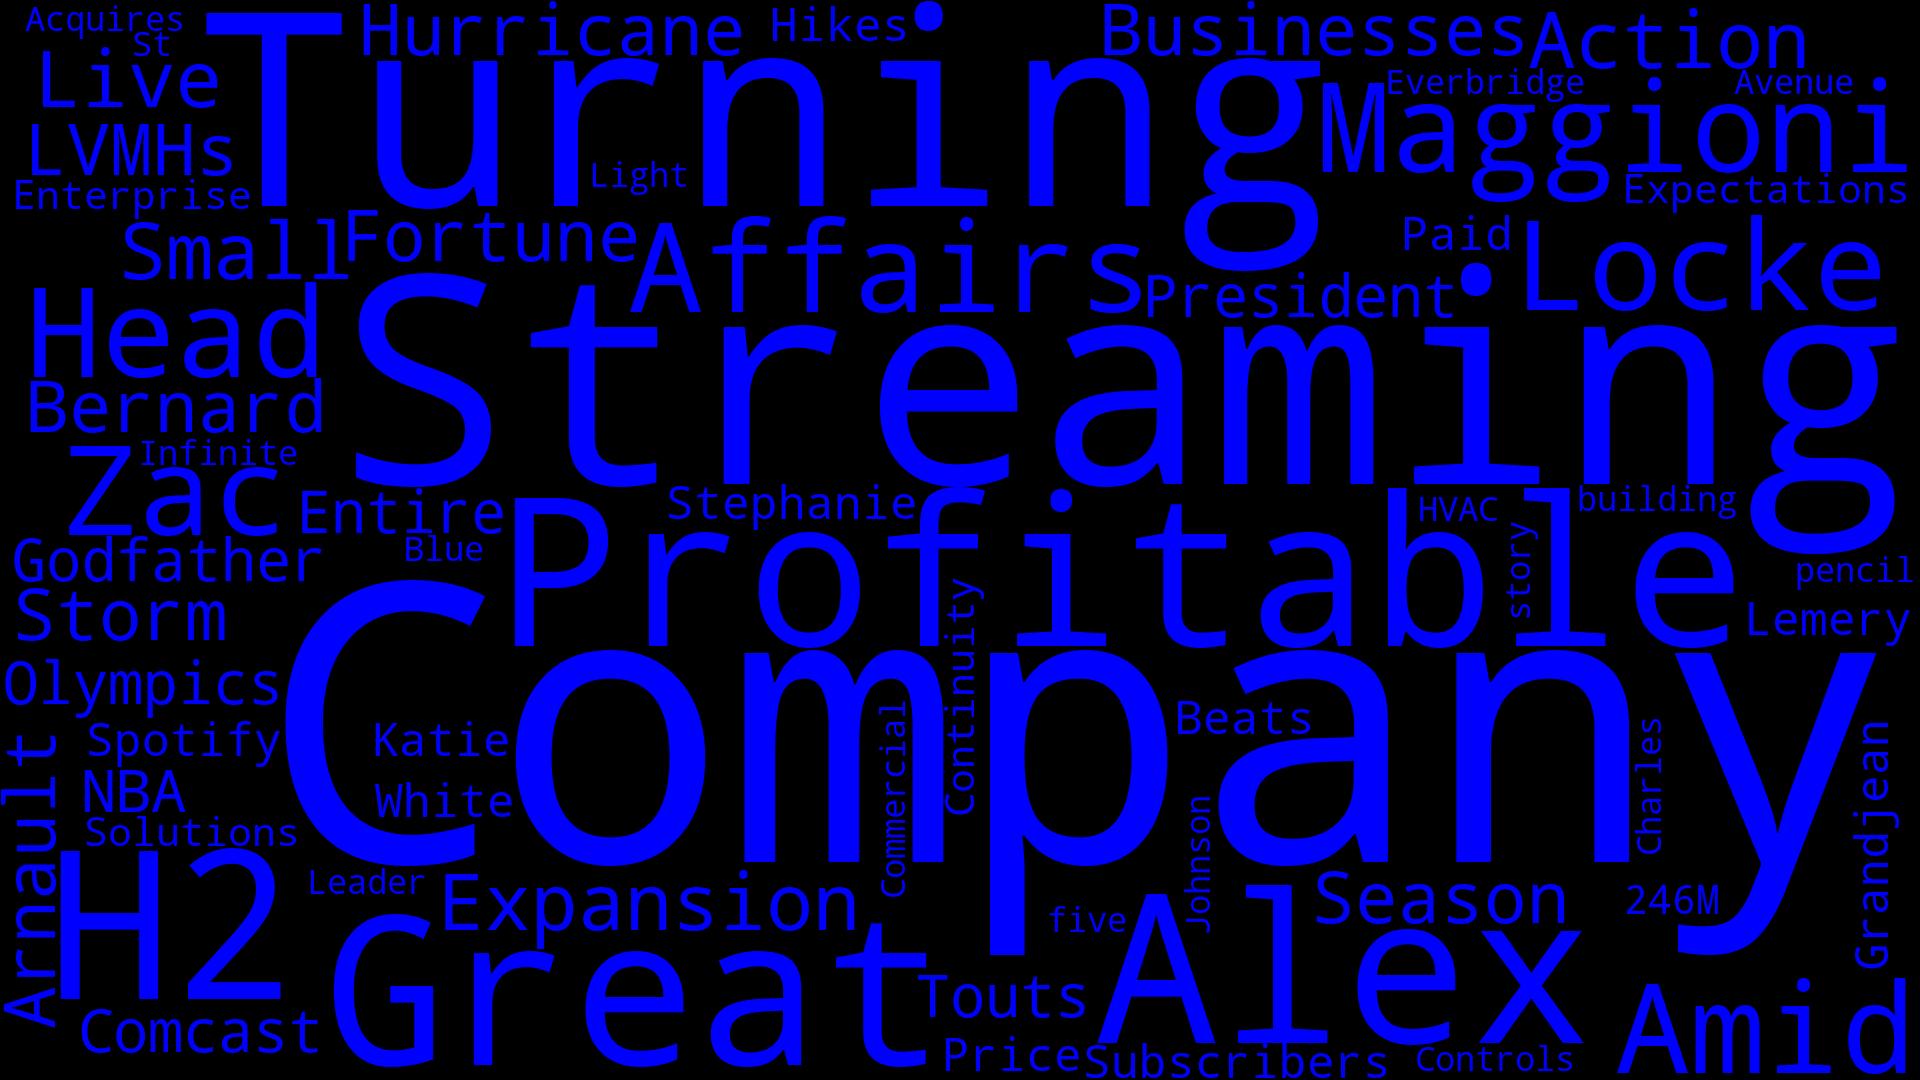 Acquires
St
Turning
Hurricane
Hikes
Businesses
Action
Live
Everbridge
Avenue
Maggioni
LVMHs
Light
Enterprise
Expectations
Small
Fortune
Affairs
Paid
Locke
President
Head
Streaming
Bernard
Infinite
Zac
Entire
Stephanie
Profitable
HVAC
building
story
Godfather
Blue
pencil
Storm
Company
Continuity
Lemery
Olympics
Spotify
Katie
Commercial
Beats
Charles
Grandjean
Arnault
NBA
White
Johnson
Solutions
H2
Leader
Expansion
five
Alex
Season
246M
Great
Touts
Amid
Comcast
Price
Subscribers
Controls